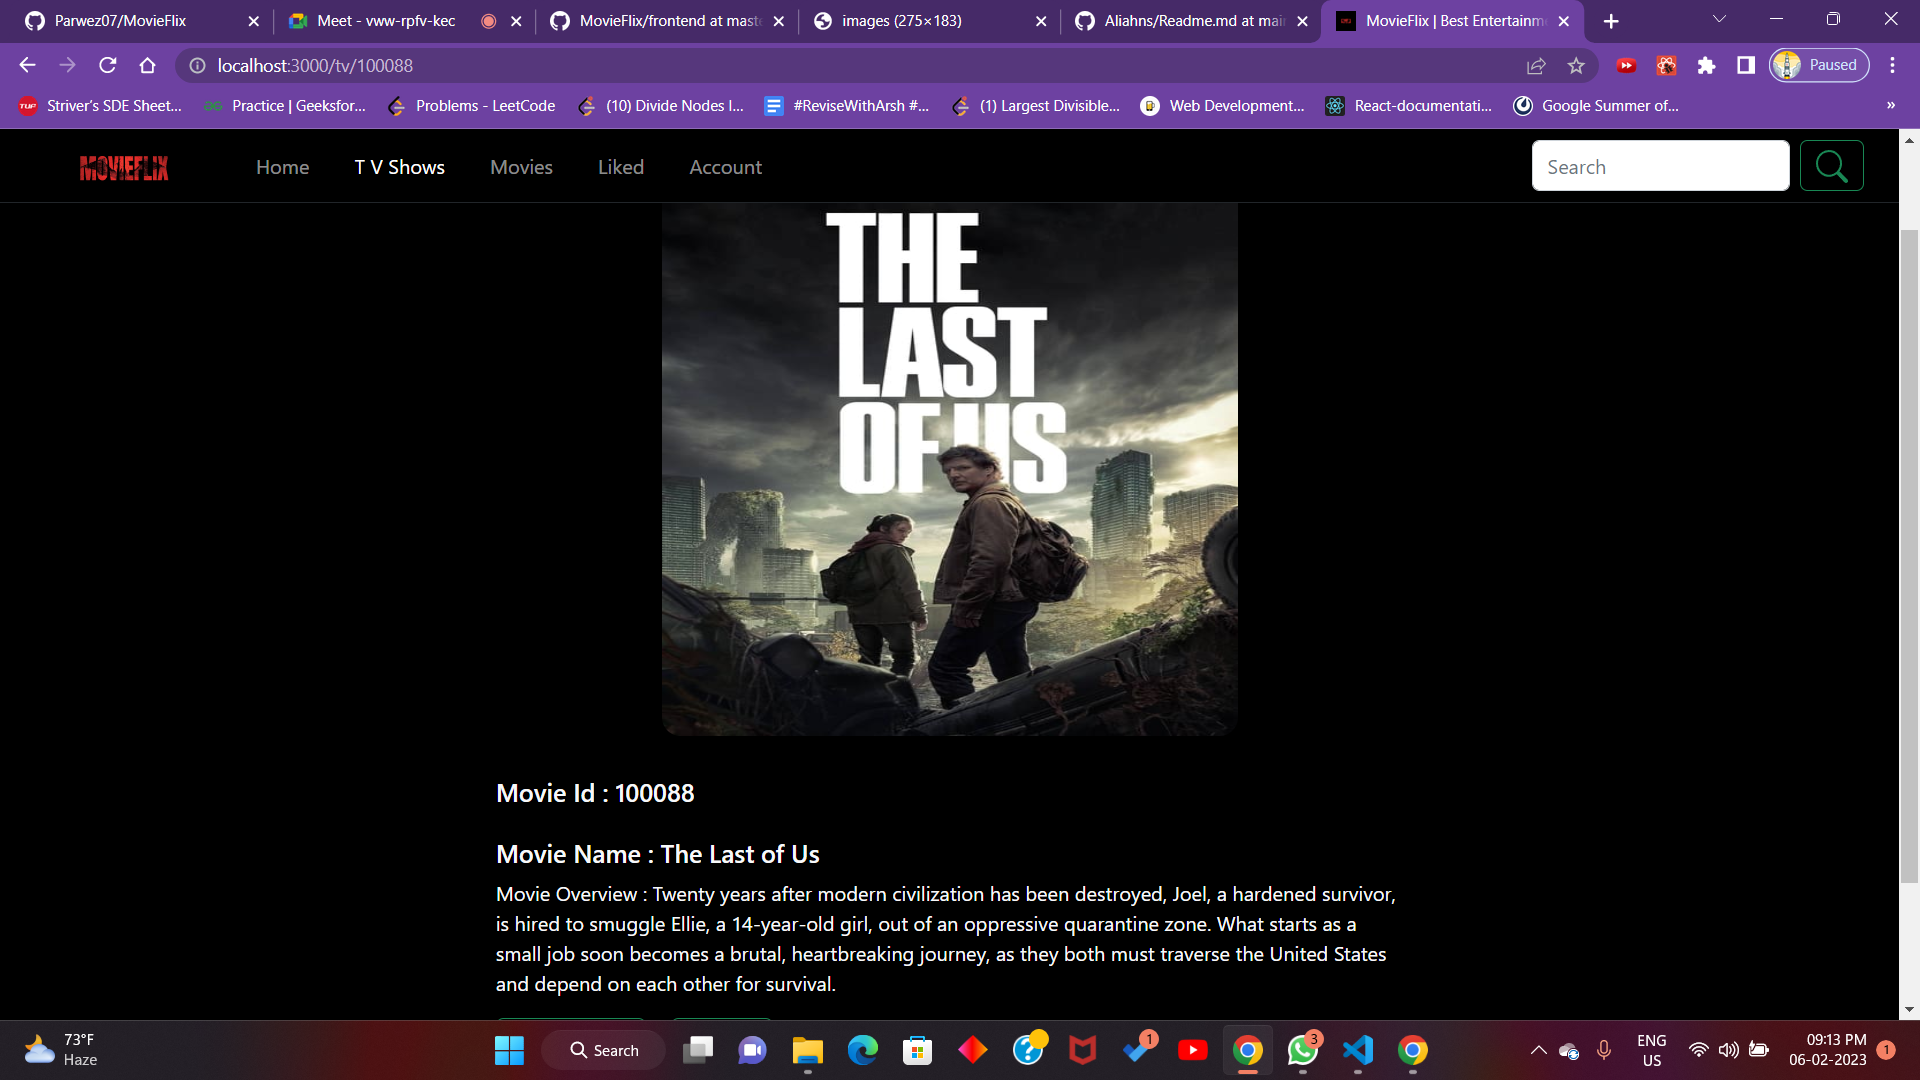 Parwez07/MovieFlix
Meet - vww-rpfv-kec
MovieFlix/frontend at maste
images (275×183)
Aliahns/Readme.md at main
MovieFlix | Best Entertainme
localhost:3000/tv/100088
Paused
TUF
Striver's SDE Sheet...
Practice | Geeksfor...
Problems - LeetCode
(10) Divide Nodes I...
#ReviseWithArsh #...
(1) Largest Divisible...
Web Development...
React-documentati...
Google Summer of...
»
MOVIEFLIX
Home
T V Shows
Movies
Liked
Account
Search
THE
LAST
OF US
Movie Id : 100088
Movie Name : The Last of Us
Movie Overview : Twenty years after modern civilization has been destroyed, Joel, a hardened survivor,
is hired to smuggle Ellie, a 14-year-old girl, out of an oppressive quarantine zone. What starts as a
small job soon becomes a brutal, heartbreaking journey, as they both must traverse the United States
and depend on each other for survival.
73°F
Haze
Search
1
3
ENG
US
09:13 PM
06-02-2023
1